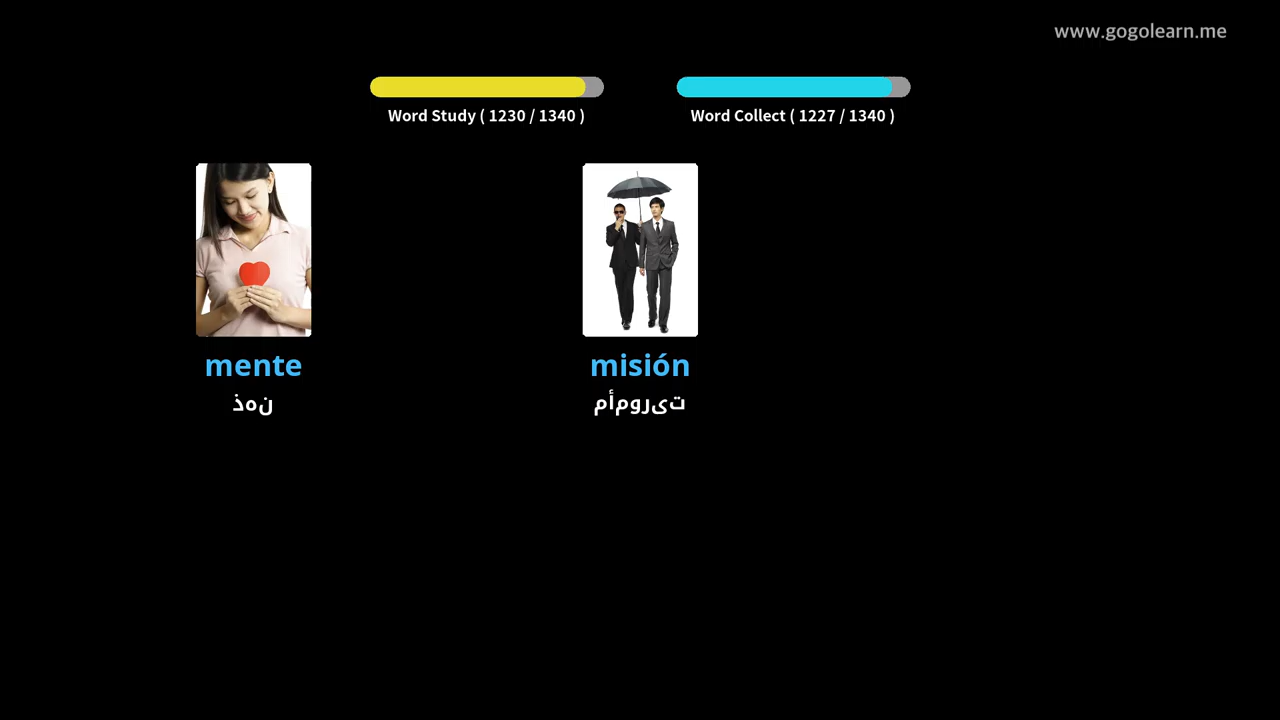 www.gogolearn.me
Word Study ( 1230 / 1340 )
Word Collect ( 1227 / 1340 )
mente
ذهن
misión
مأموریت